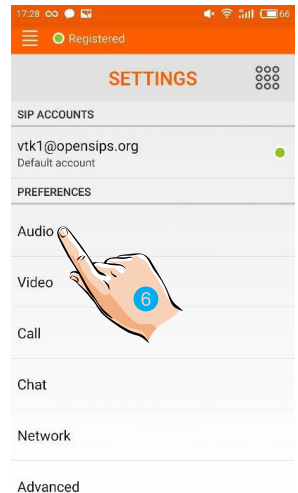 17:28 66
Registered
SETTINGS
SIP ACCOUNTS
vtk1@opensips.org
Default account
PREFERENCES
Audio
Video
6
Call
Chat
Network
Advanced